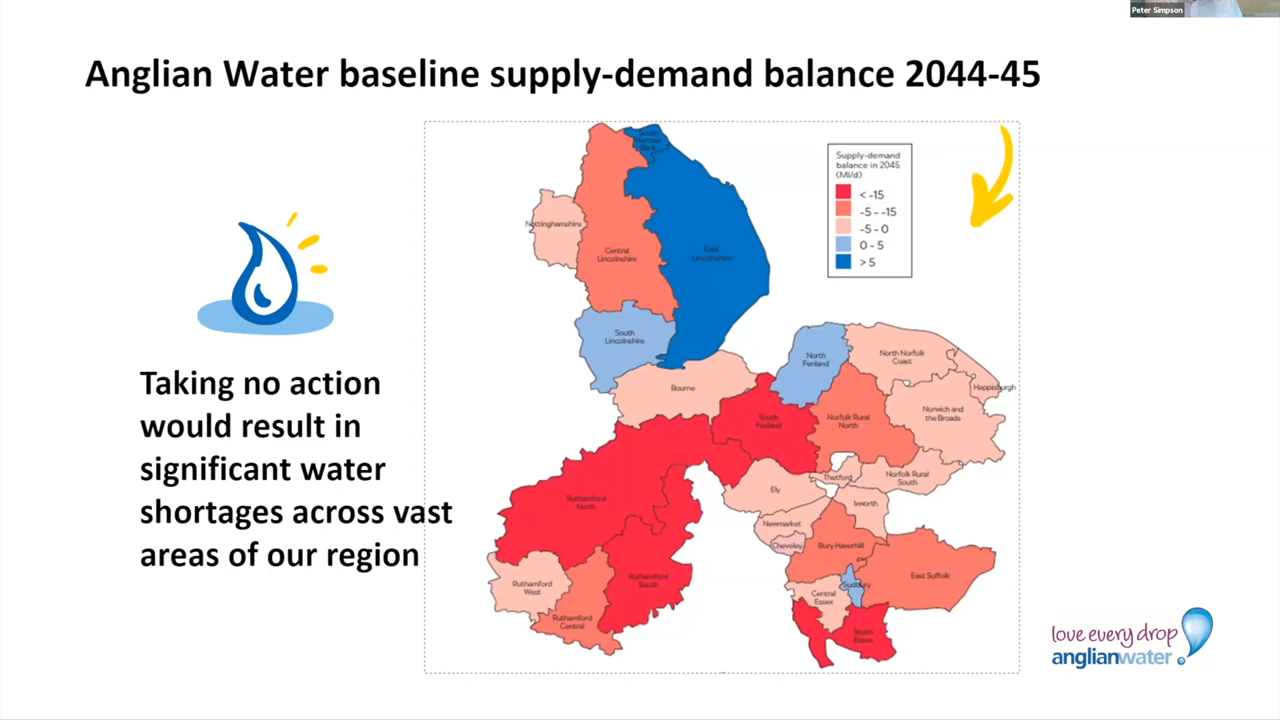 Peter Simpson
Anglian Water baseline supply-demand balance 2044-45
Taking no action
would result in
significant water
shortages across vast
areas of our region
Supply-demand
balance in 2045
(Ml/d)
< -15
-5 - -15
-5 - 0
0 - 5
> 5
South
Humber
Bank
Nottinghamshire
Central
Lincolnshire
East
Lincolnshire
South
Lincolnshire
Bourne
North
Fenland
North Norfolk
Coast
Happisburgh
Norwich and
the Broads
South
Fenland
Norfolk Rural
North
Norfolk Rural
South
Thetford
Ely
Ixworth
Newmarket
Cheveley
Bury Haverhill
East Suffolk
Sudbury
Central
Essex
South
Essex
Ruthamford
North
Ruthamford
South
Ruthamford
West
Ruthamford
Central
love every drop
anglianwater